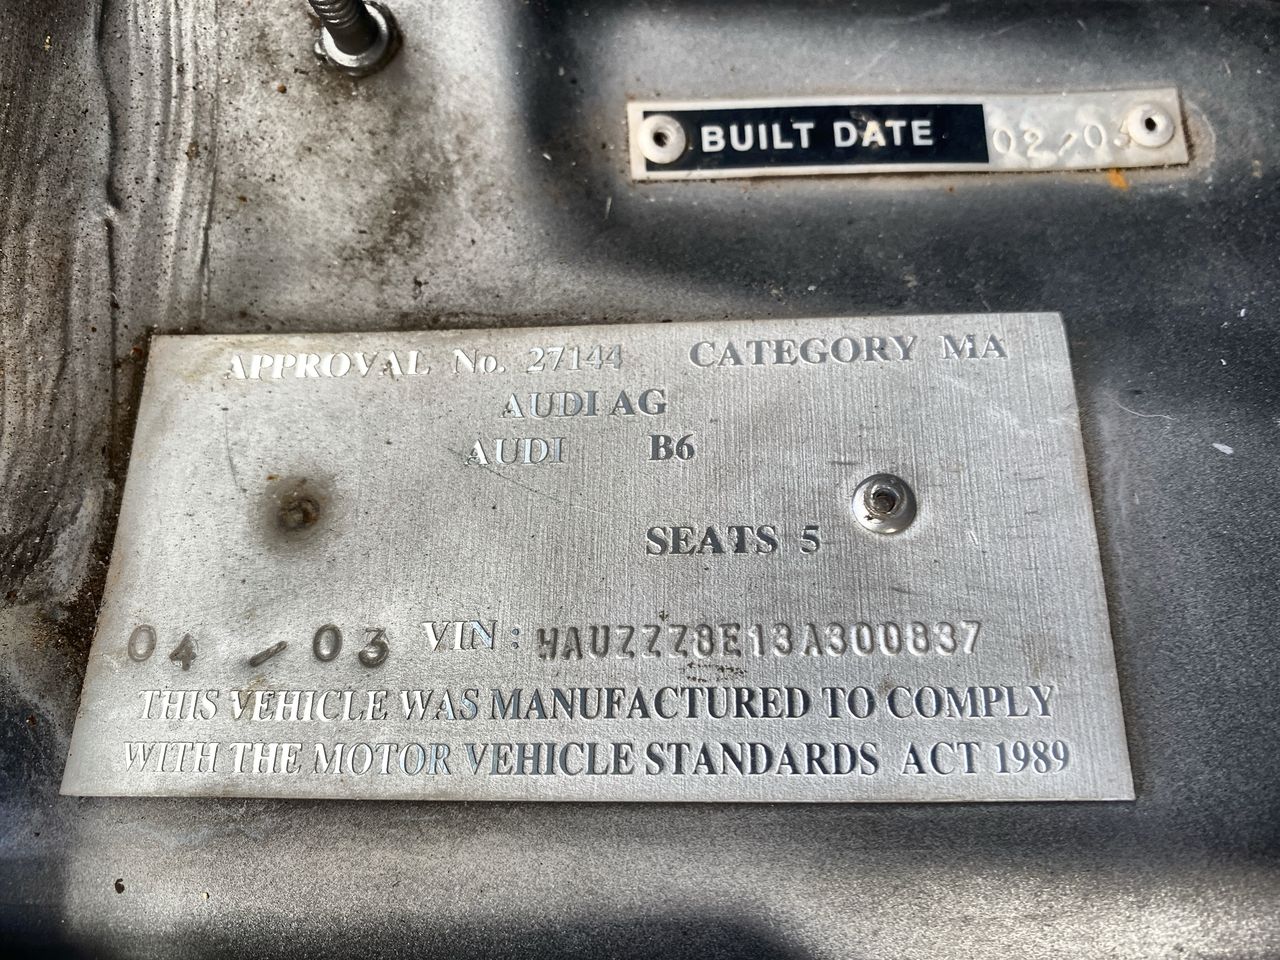 BUILT DATE 02/03
APPROVAL No. 27144 CATEGORY MA
AUDI AG
AUDI B6
SEATS 5
04 / 03 VIN: WAUZZZ8E13A300837
THIS VEHICLE WAS MANUFACTURED TO COMPLY
WITH THE MOTOR VEHICLE STANDARDS ACT 1989